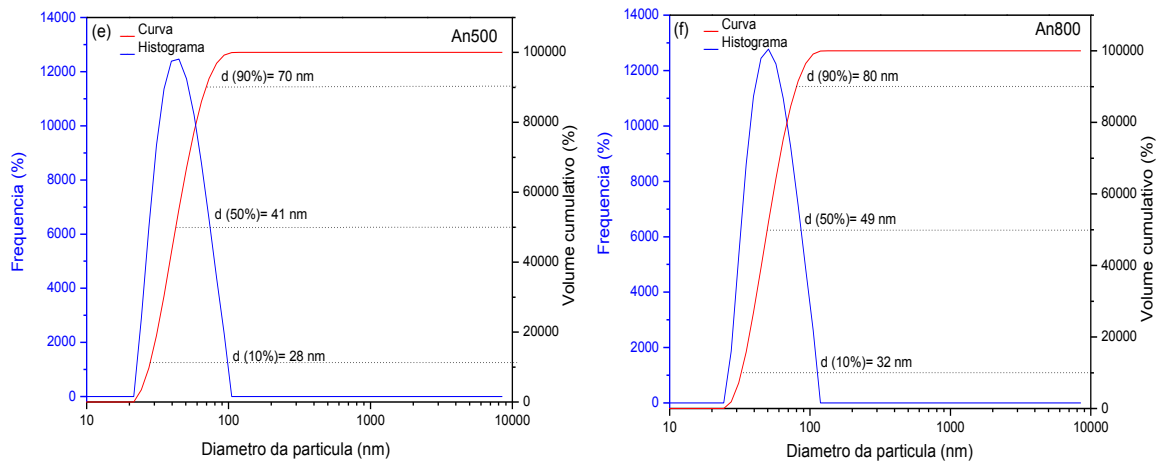 (e)
An500
Curva
Histograma
14000
12000
10000
8000
6000
4000
2000
0
Frequencia (%)
d (90%)= 70 nm
d (50%)= 41 nm
d (10%)= 28 nm
100000
80000
60000
40000
20000
0
Volume cumulativo (%)
10
100
1000
10000
Diametro da particula (nm)
(f)
An800
Curva
Histograma
14000
12000
10000
8000
6000
4000
2000
0
Frequencia (%)
d (90%)= 80 nm
d (50%)= 49 nm
d (10%)= 32 nm
100000
80000
60000
40000
20000
0
Volume cumulativo (%)
10
100
1000
10000
Diametro da particula (nm)